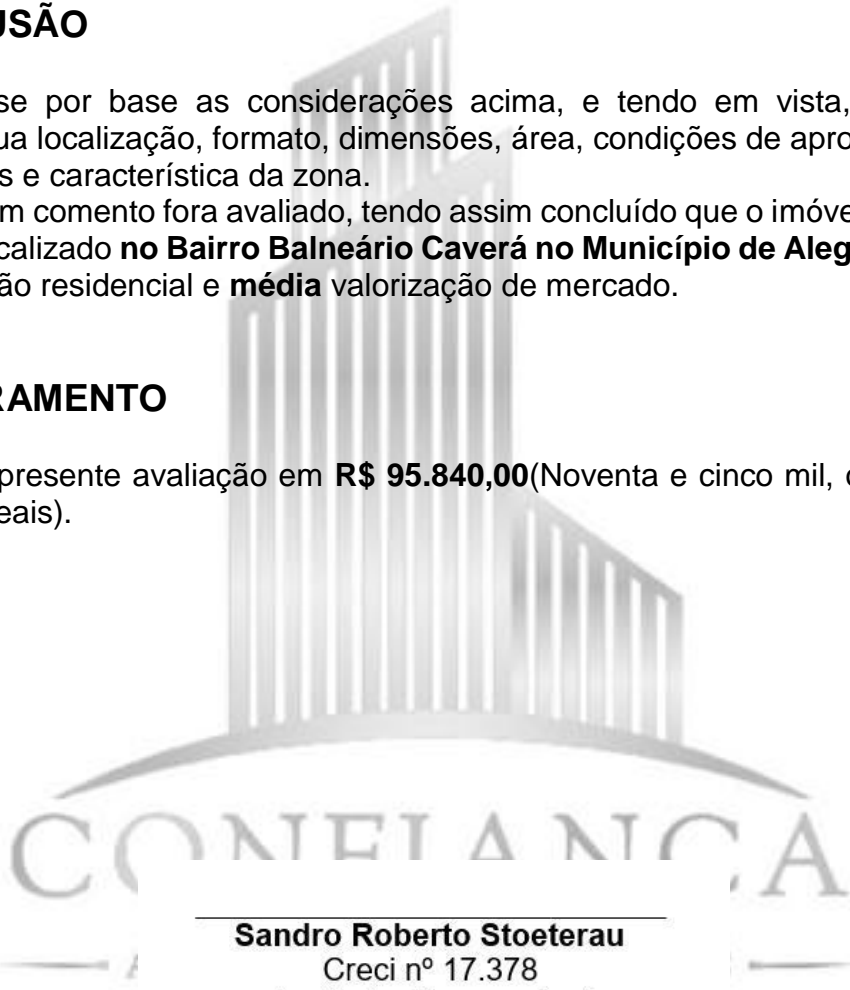 USÃO
se por base as considerações acima, e tendo em vista,
ua localização, formato, dimensões, área, condições de apro
s e característica da zona.
m comento fora avaliado, tendo assim concluído que o imóve
calizado no Bairro Balneário Caverá no Município de Aleg
ão residencial e média valorização de mercado.
RAMENTO
presente avaliação em R$ 95.840,00(Noventa e cinco mil,
eais).
CONFIANÇA
Sandro Roberto Stoeterau
Creci nº 17.378